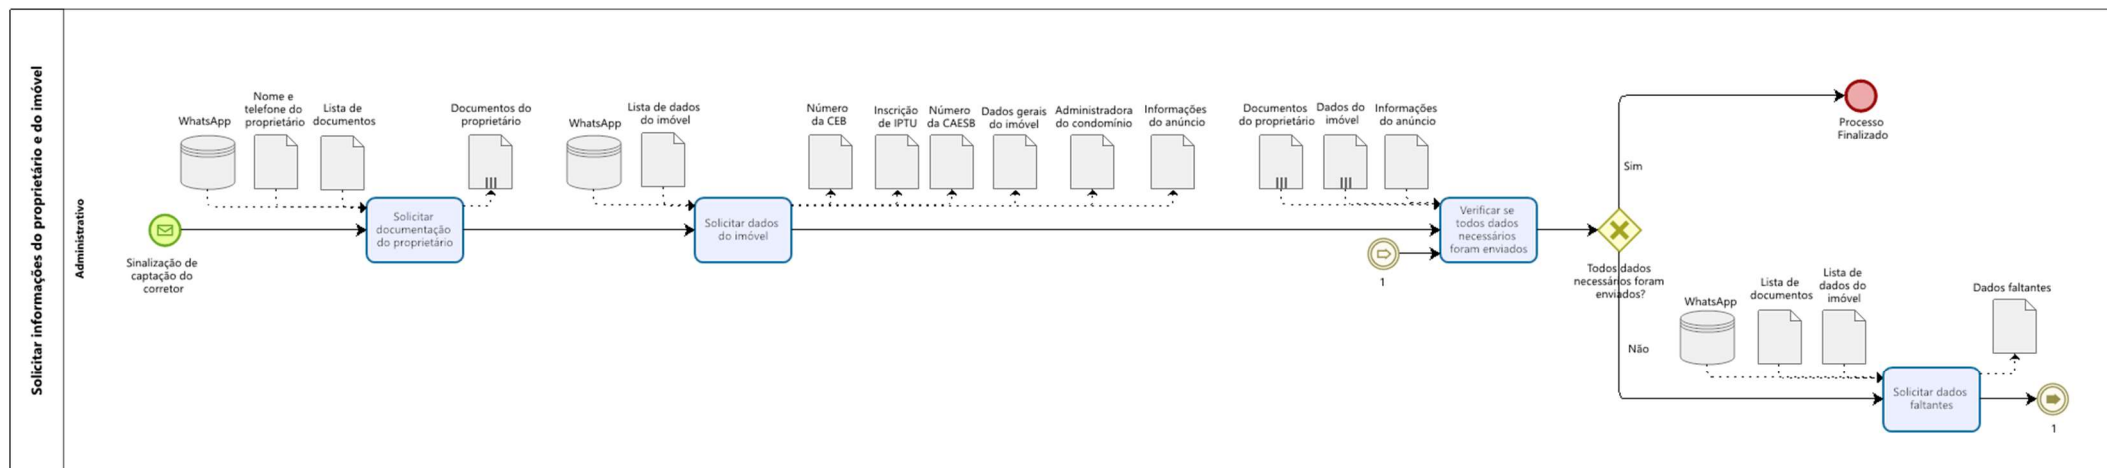 Solicitar informações do proprietário e do imóvel
Administrativo
Sinalização de
captação do
corretor
WhatsApp
Nome e
telefone do
proprietário
Lista de
documentos
Solicitar
documentação
do proprietário
Documentos do
proprietário
WhatsApp
Lista de dados
do imóvel
Solicitar dados
do imóvel
Número
da CEB
Inscrição
de IPTU
Número
da CAESB
Dados gerais
do imóvel
Administradora
do condomínio
Informações
do anúncio
Documentos
do proprietário
Dados do
imóvel
Informações
do anúncio
1
Verificar se
todos dados
necessários
foram enviados
Todos dados
necessários foram
enviados?
Sim
Processo
Finalizado
Não
WhatsApp
Lista de
documentos
Lista de
dados do
imóvel
Solicitar dados
faltantes
Dados faltantes
1